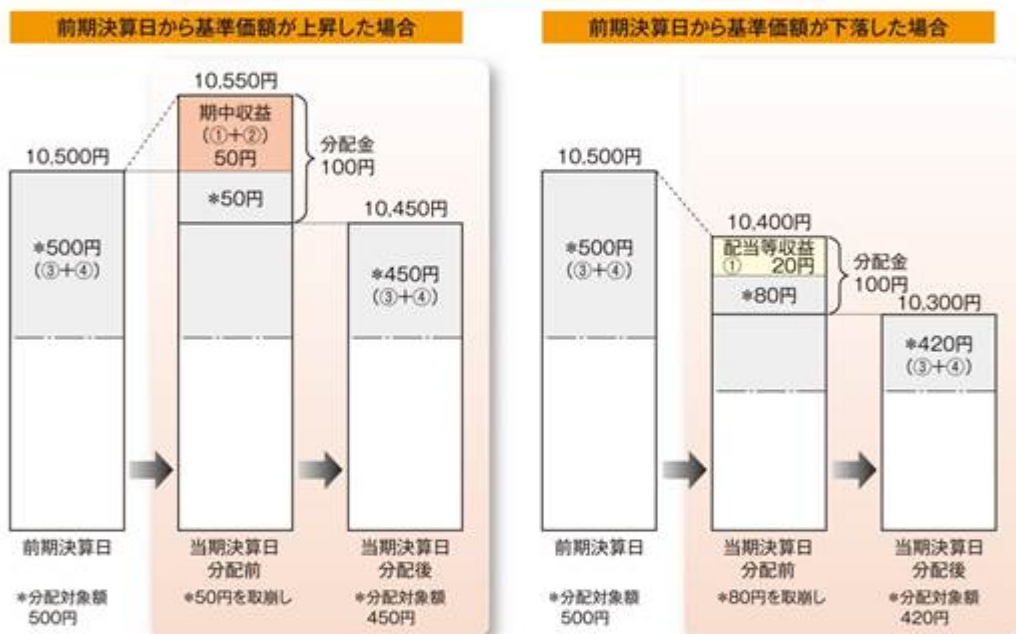 前期決算日から基準価額が上昇した場合
10,550円
期中収益
(①+②)
50円
分配金
100円
10,500円
*50円
10,450円
*500円
(③+④)
*450円
(③+④)
前期決算日
当期決算日
分配前
当期決算日
分配後
*分配対象額
500円
*50円を取崩し
*分配対象額
450円
前期決算日から基準価額が下落した場合
10,500円
10,400円
*500円
(③+④)
配当等収益
① 20円
分配金
100円
*80円
10,300円
*420円
(③+④)
前期決算日
当期決算日
分配前
当期決算日
分配後
*分配対象額
500円
*80円を取崩し
*分配対象額
420円